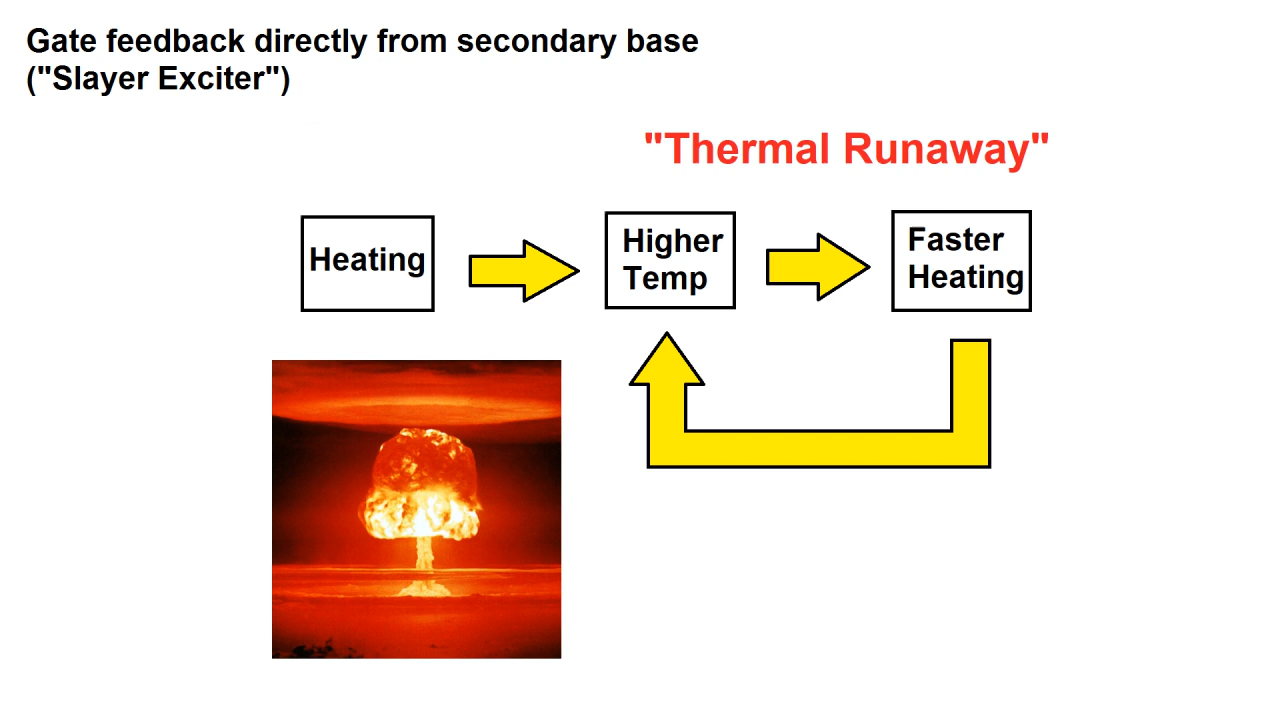 Gate feedback directly from secondary base
("Slayer Exciter")
"Thermal Runaway"
Heating
Higher
Temp
Faster
Heating